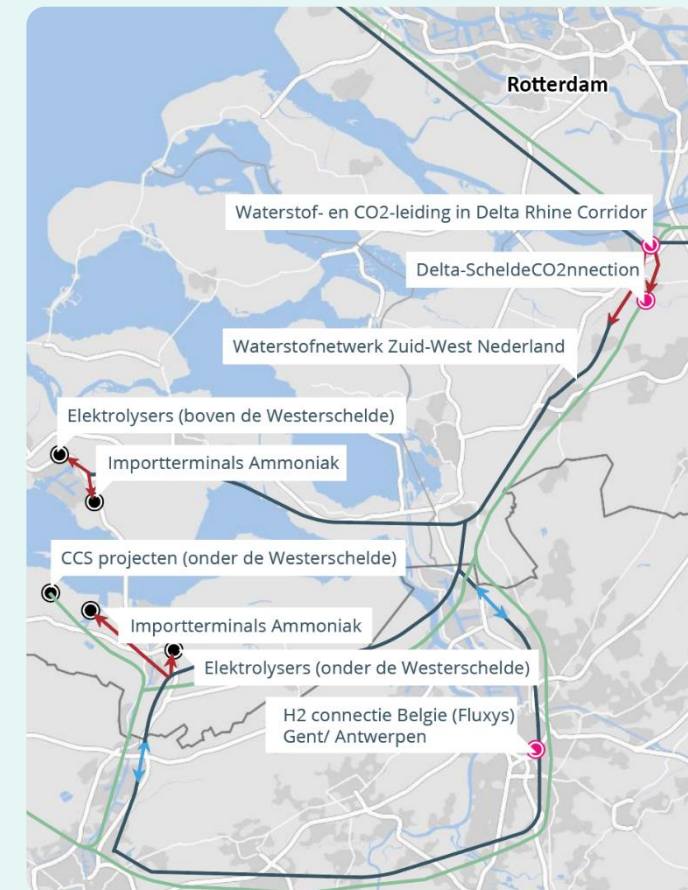 Rotterdam
Waterstof- en CO2-leiding in Delta Rhine Corridor
Delta-ScheldeCO2nnection
Waterstofnetwerk Zuid-West Nederland
Elektrolysers (boven de Westerschelde)
Importterminals Ammoniak
CCS projecten (onder de Westerschelde)
Importterminals Ammoniak
Elektrolysers (onder de Westerschelde)
H2 connectie Belgie (Fluxys)
Gent/ Antwerpen